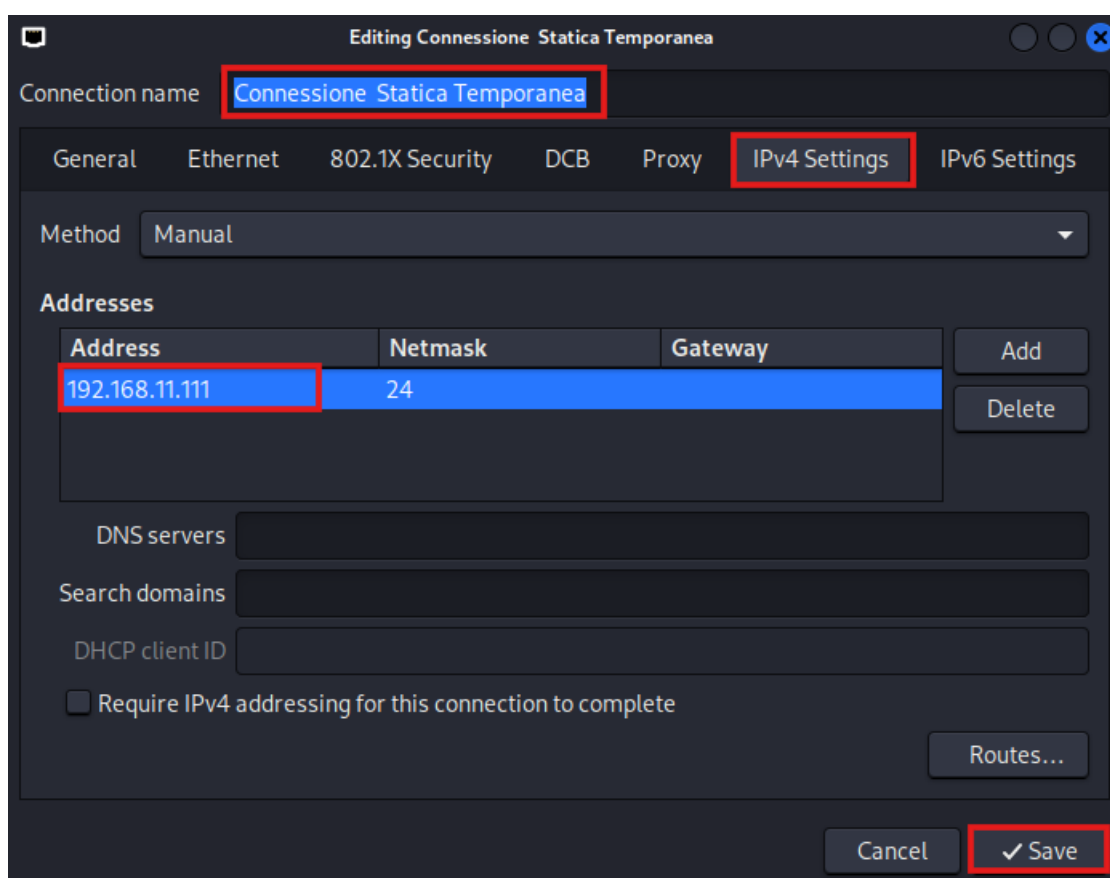 Editing Connessione Statica Temporanea
Connection name Connessione Statica Temporanea
General Ethernet 802.1X Security DCB Proxy IPv4 Settings IPv6 Settings
Method Manual
Addresses
Address Netmask Gateway Add
192.168.11.111 24
Delete
DNS servers
Search domains
DHCP client ID
Require IPv4 addressing for this connection to complete
Routes...
Cancel Save